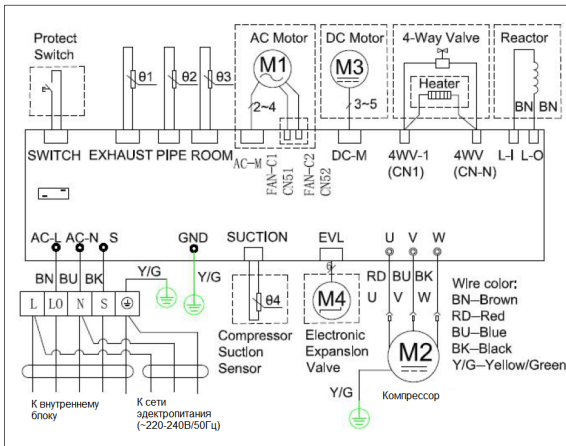 Protect
Switch
AC Motor
DC Motor
4-Way Valve
Reactor
θ1
θ2
θ3
M1
M3
Heater
2~4
3~5
BN
BN
SWITCH
EXHAUST
PIPE
ROOM
AC-M
FAN-C1
CN51
FAN-C2
CN52
DC-M
4WV-1
(CN1)
4WV
(CN-N)
L-I
L-O
AC-L
AC-N
S
GND
SUCTION
EVL
U
V
W
BN
BU
BK
Y/G
Y/G
6
RD
BU
BK
U
V
W
L
LO
N
S
θ4
M4
M2
Wire color:
BN—Brown
RD—Red
BU—Blue
BK—Black
Y/G—Yellow/Green
Compressor
Suction
Sensor
Electronic
Expansion
Valve
Y/G
Компрессор
К внутреннему
блоку
К сети
эдектропитания
(~220-240В/50Гц)